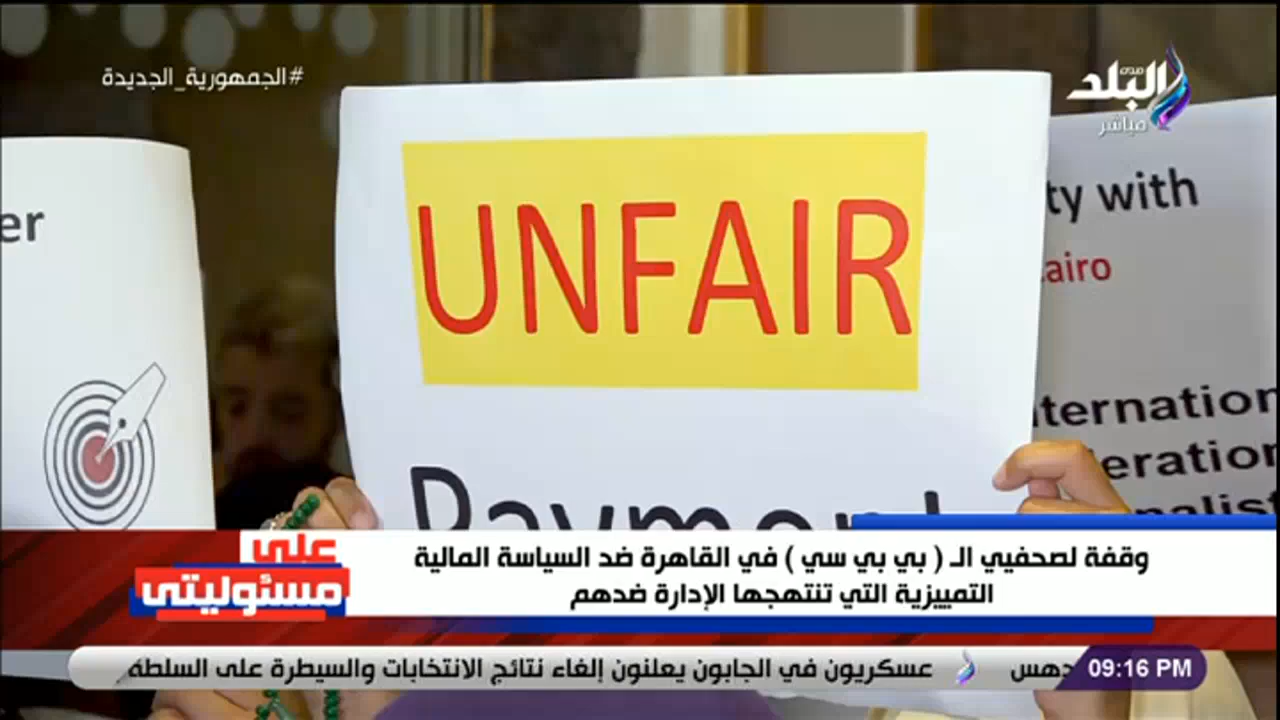 #الجمهورية_الجديدة
صدى
البلد
مباشر
er
UNFAIR
ty with
airo
nternation
eration
nalist
وقفة لصحفيي الـ ( بي بي سي ) في القاهرة ضد السياسة المالية
التمييزية التي تنتهجها الإدارة ضدهم
على
مسئوليتي
09:16 PM
دهس
عسكريون في الجابون يعلنون إلغاء نتائج الانتخابات والسيطرة على السلطة